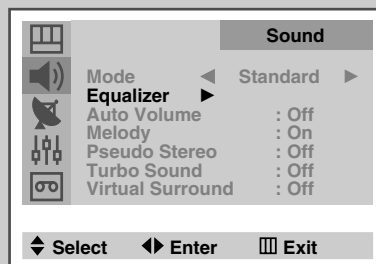 Sound
Mode ◀ Standard ▶
Equalizer ▶
Auto Volume : Off
Melody : On
Pseudo Stereo : Off
Turbo Sound : Off
Virtual Surround : Off
Select Enter Exit